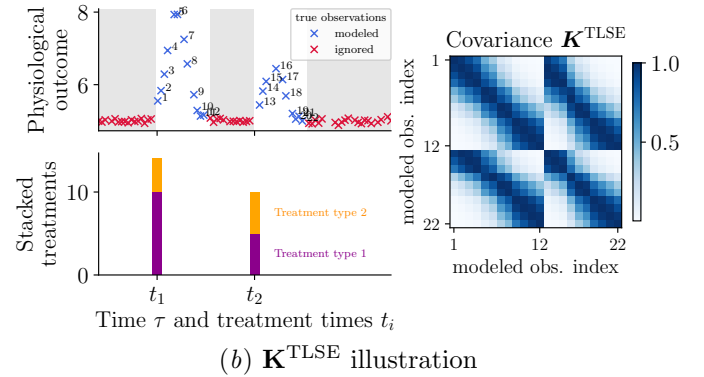 8
6
Physiological
outcome
true observations
modeled
ignored
1
2
3
4
5
6
7
8
9
10
12
13
14
15
16
17
18
19
Covariance K^TLSE
1
12
22
modeled obs. index
1
12
22
modeled obs. index
1.0
0.5
10
0
Stacked
treatments
Treatment type 2
Treatment type 1
t₁
t₂
Time τ and treatment times tᵢ
(b) K^TLSE illustration